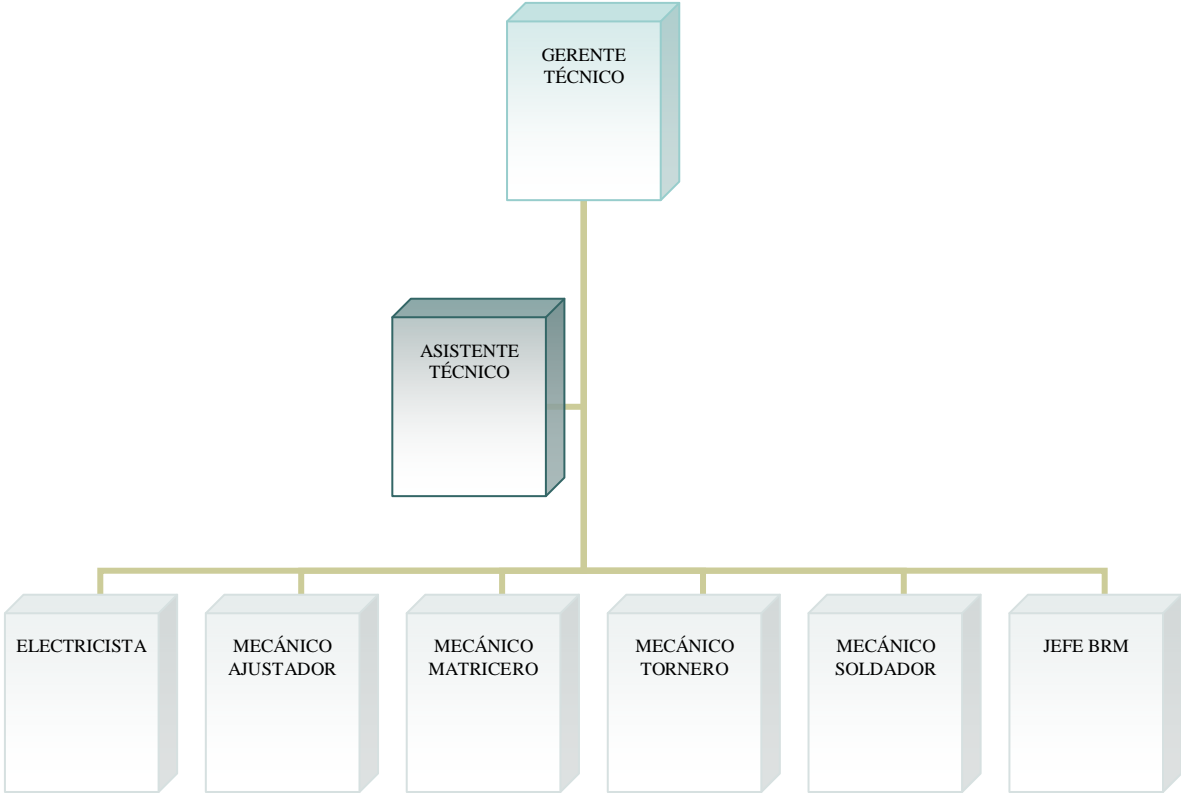 GERENTE
TÉCNICO
ASISTENTE
TÉCNICO
ELECTRICISTA
MECÁNICO
AJUSTADOR
MECÁNICO
MATRICERO
MECÁNICO
TORNERO
MECÁNICO
SOLDADOR
JEFE BRM